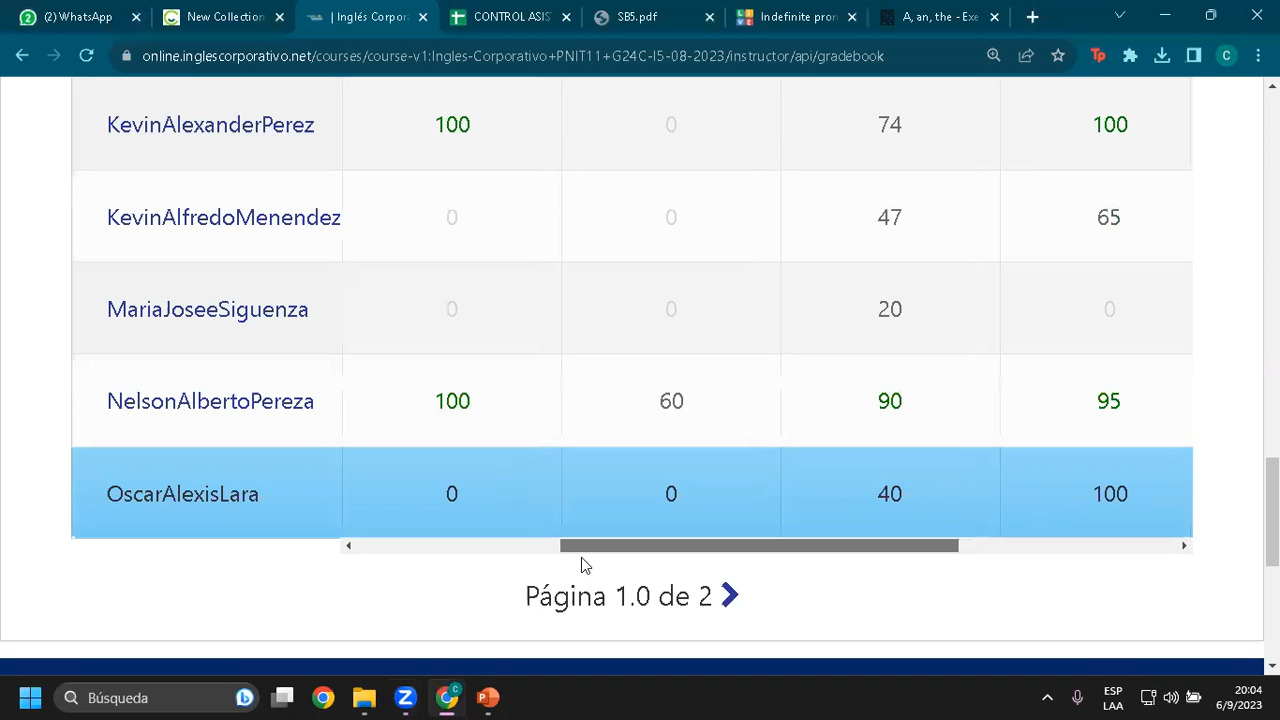 (2) WhatsApp
New Collection
| Inglés Corpor
CONTROL ASIS
SB5.pdf
Indefinite pron
A, an, the - Exe
online.inglescorporativo.net/courses/course-v1:Ingles-Corporativo+PNIT11+G24C-I5-08-2023/instructor/api/gradebook
Tp
C
KevinAlexanderPerez 100 0 74 100
KevinAlfredoMenendez 0 0 47 65
MariaJoseeSiguenza 0 0 20 0
NelsonAlbertoPereza 100 60 90 95
OscarAlexisLara 0 0 40 100
Página 1.0 de 2
Búsqueda
ESP
LAA
20:04
6/9/2023